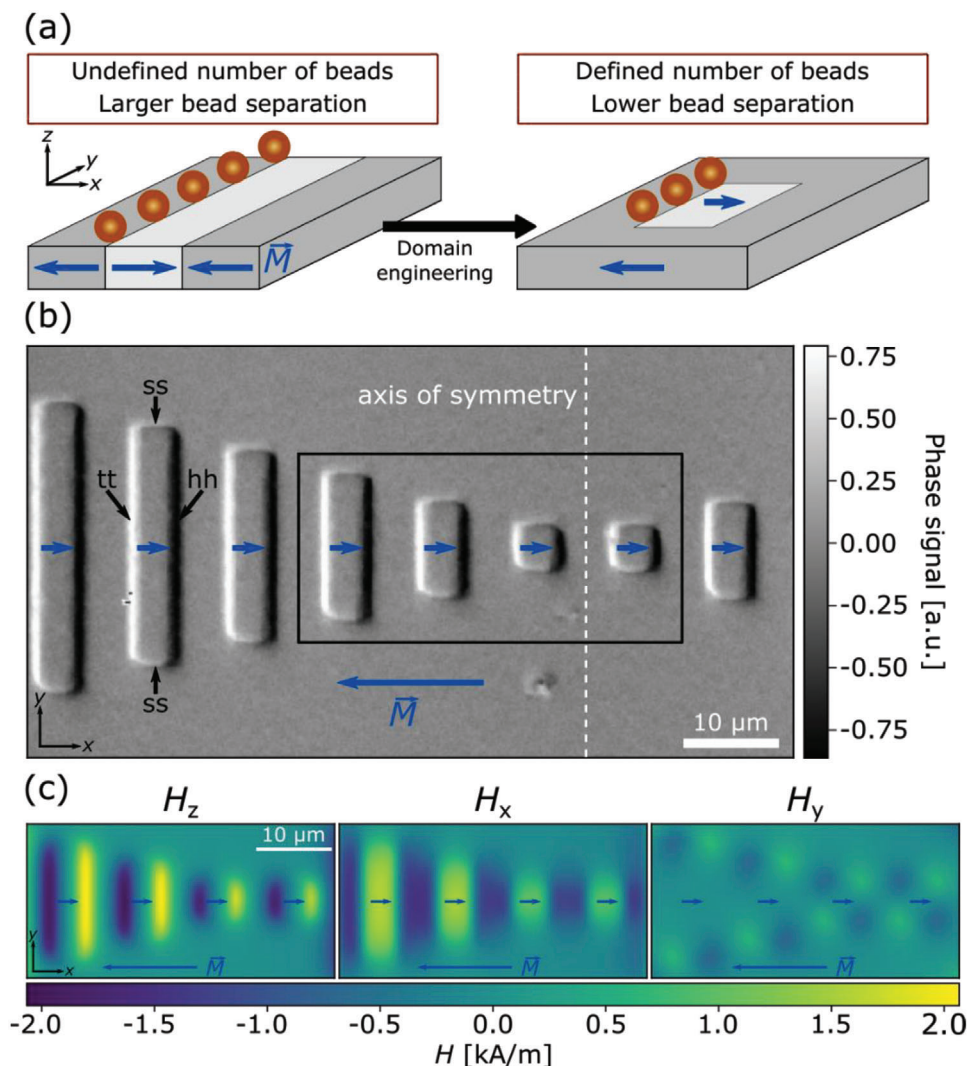 (a)
Undefined number of beads
Larger bead separation
Defined number of beads
Lower bead separation
z
y
x
M
Domain
engineering
(b)
axis of symmetry
ss
tt
hh
ss
M
y
x
10 µm
0.75
0.50
0.25
0.00
-0.25
-0.50
-0.75
Phase signal [a.u.]
(c)
Hz
Hx
Hy
10 µm
y
x
M
M
M
-2.0 -1.5 -1.0 -0.5 0.0 0.5 1.0 1.5 2.0
H [kA/m]